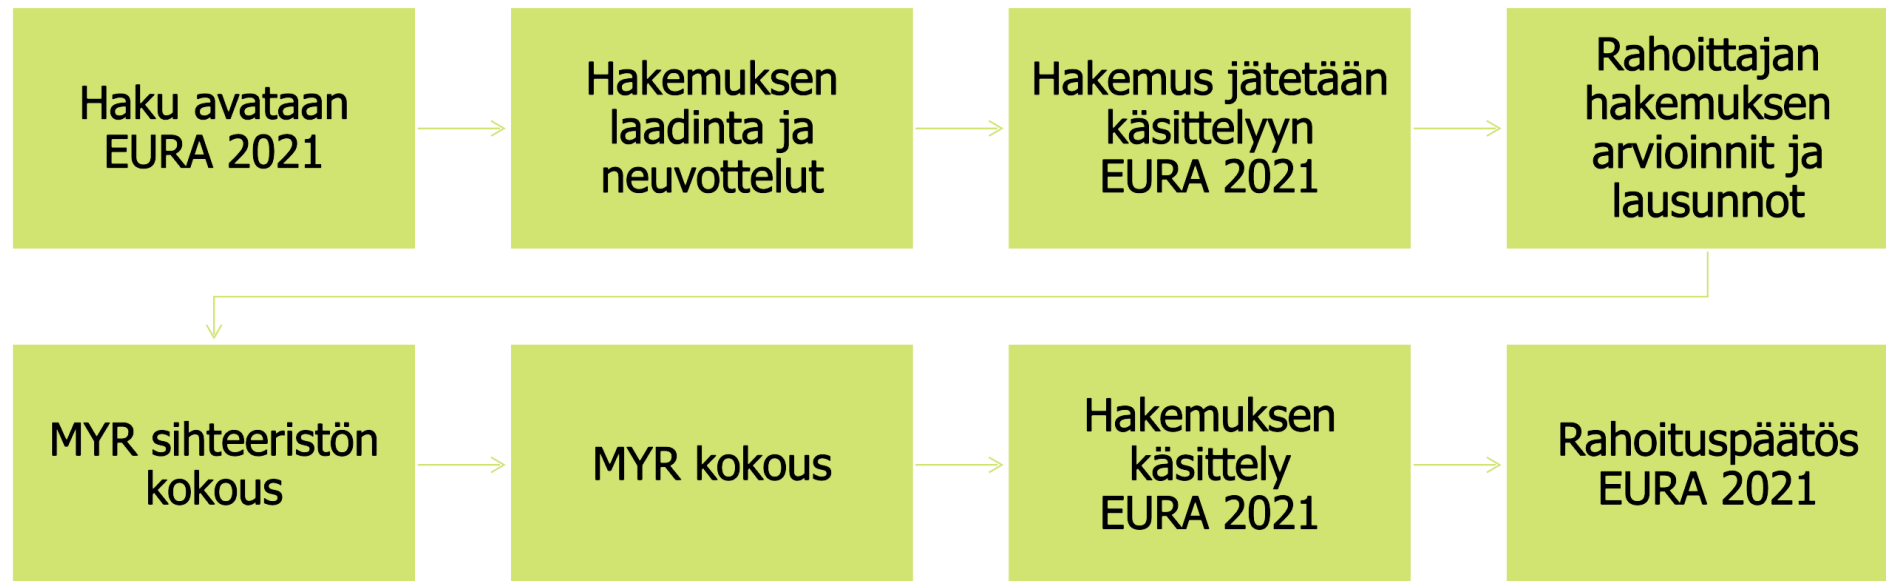 Haku avataan
EURA 2021
Hakemuksen
laadinta ja
neuvottelut
Hakemus jätetään
käsittelyyn
EURA 2021
Rahoittajan
hakemuksen
arvioinnit ja
lausunnot
MYR sihteeristön
kokous
MYR kokous
Hakemuksen
käsittely
EURA 2021
Rahoituspäätös
EURA 2021